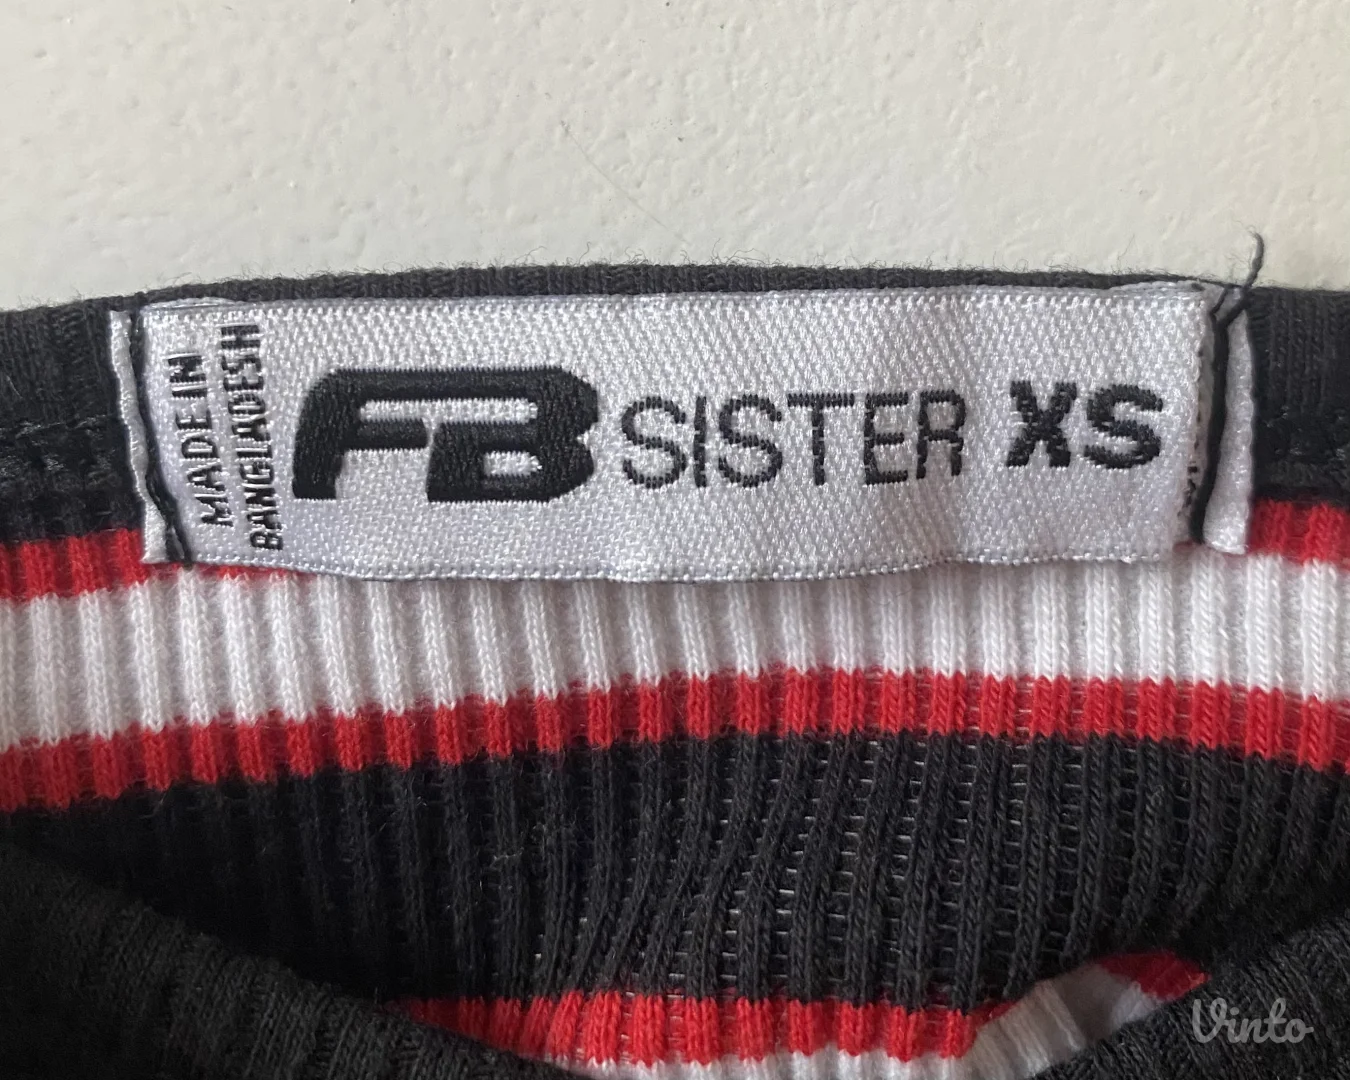 MADE IN
BANGLADESH
FB SISTER XS
Vinto